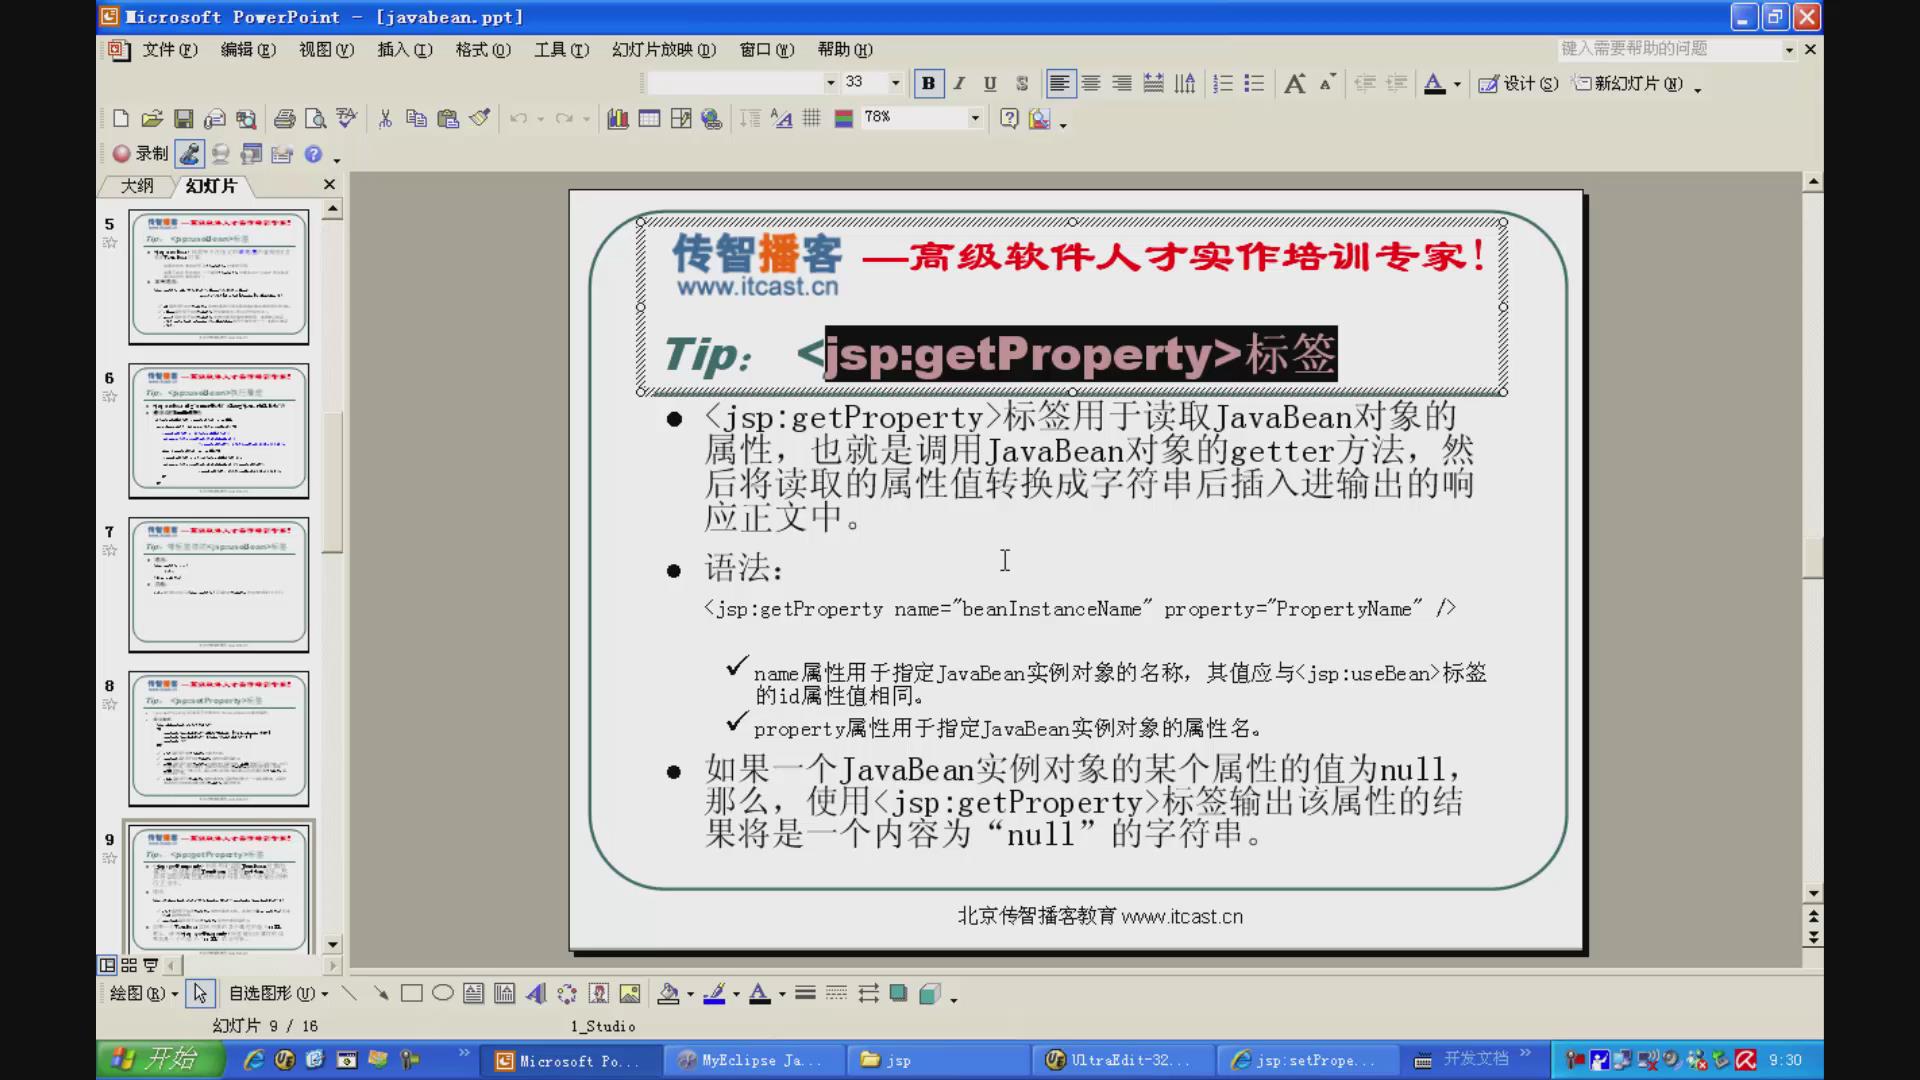 Microsoft PowerPoint - [javabean.ppt]
文件(F) 编辑(E) 视图(V) 插入(I) 格式(O) 工具(T) 幻灯片放映(D) 窗口(W) 帮助(H) 键入需要帮助的问题
33 B I U S A A A 设计(S) 新幻灯片(N)
78%
录制
大纲 幻灯片
5
6
7
8
9
传智播客 —高级软件人才实作培训专家!
www.itcast.cn
Tip: <jsp:getProperty>标签
<jsp:getProperty>标签用于读取JavaBean对象的
属性，也就是调用JavaBean对象的getter方法，然
后将读取的属性值转换成字符串后插入进输出的响
应正文中。
语法：
<jsp:getProperty name="beanInstanceName" property="PropertyName" />
name属性用于指定JavaBean实例对象的名称，其值应与<jsp:useBean>标签
的id属性值相同。
property属性用于指定JavaBean实例对象的属性名。
如果一个JavaBean实例对象的某个属性的值为null，
那么，使用<jsp:getProperty>标签输出该属性的结
果将是一个内容为“null”的字符串。
北京传智播客教育 www.itcast.cn
绘图(R) 自选图形(U)
幻灯片 9 / 16 1_Studio
开始 Microsoft Po... MyEclipse Ja... jsp UltraEdit-32... jsp:setPrope... 开发文档 9:30